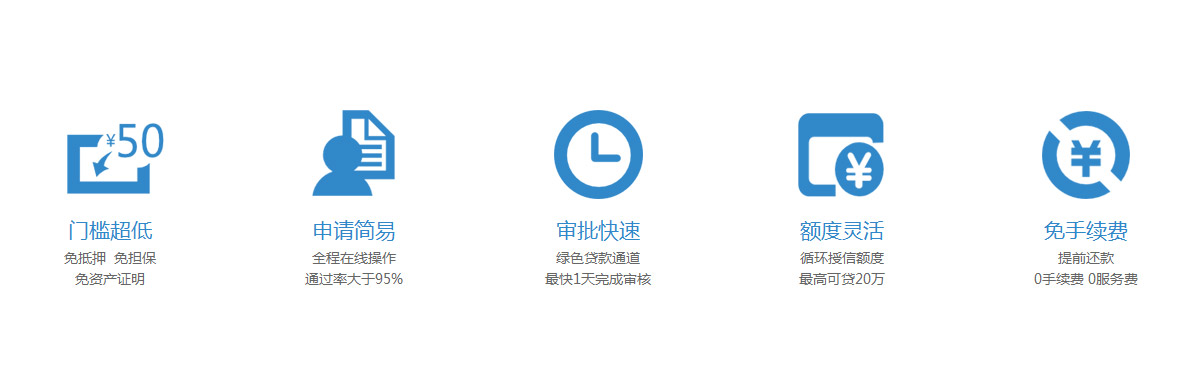 ¥50
门槛超低
免抵押 免担保
免资产证明
申请简易
全程在线操作
通过率大于95%
审批快速
绿色贷款通道
最快1天完成审核
¥
额度灵活
循环授信额度
最高可贷20万
¥
免手续费
提前还款
0手续费 0服务费